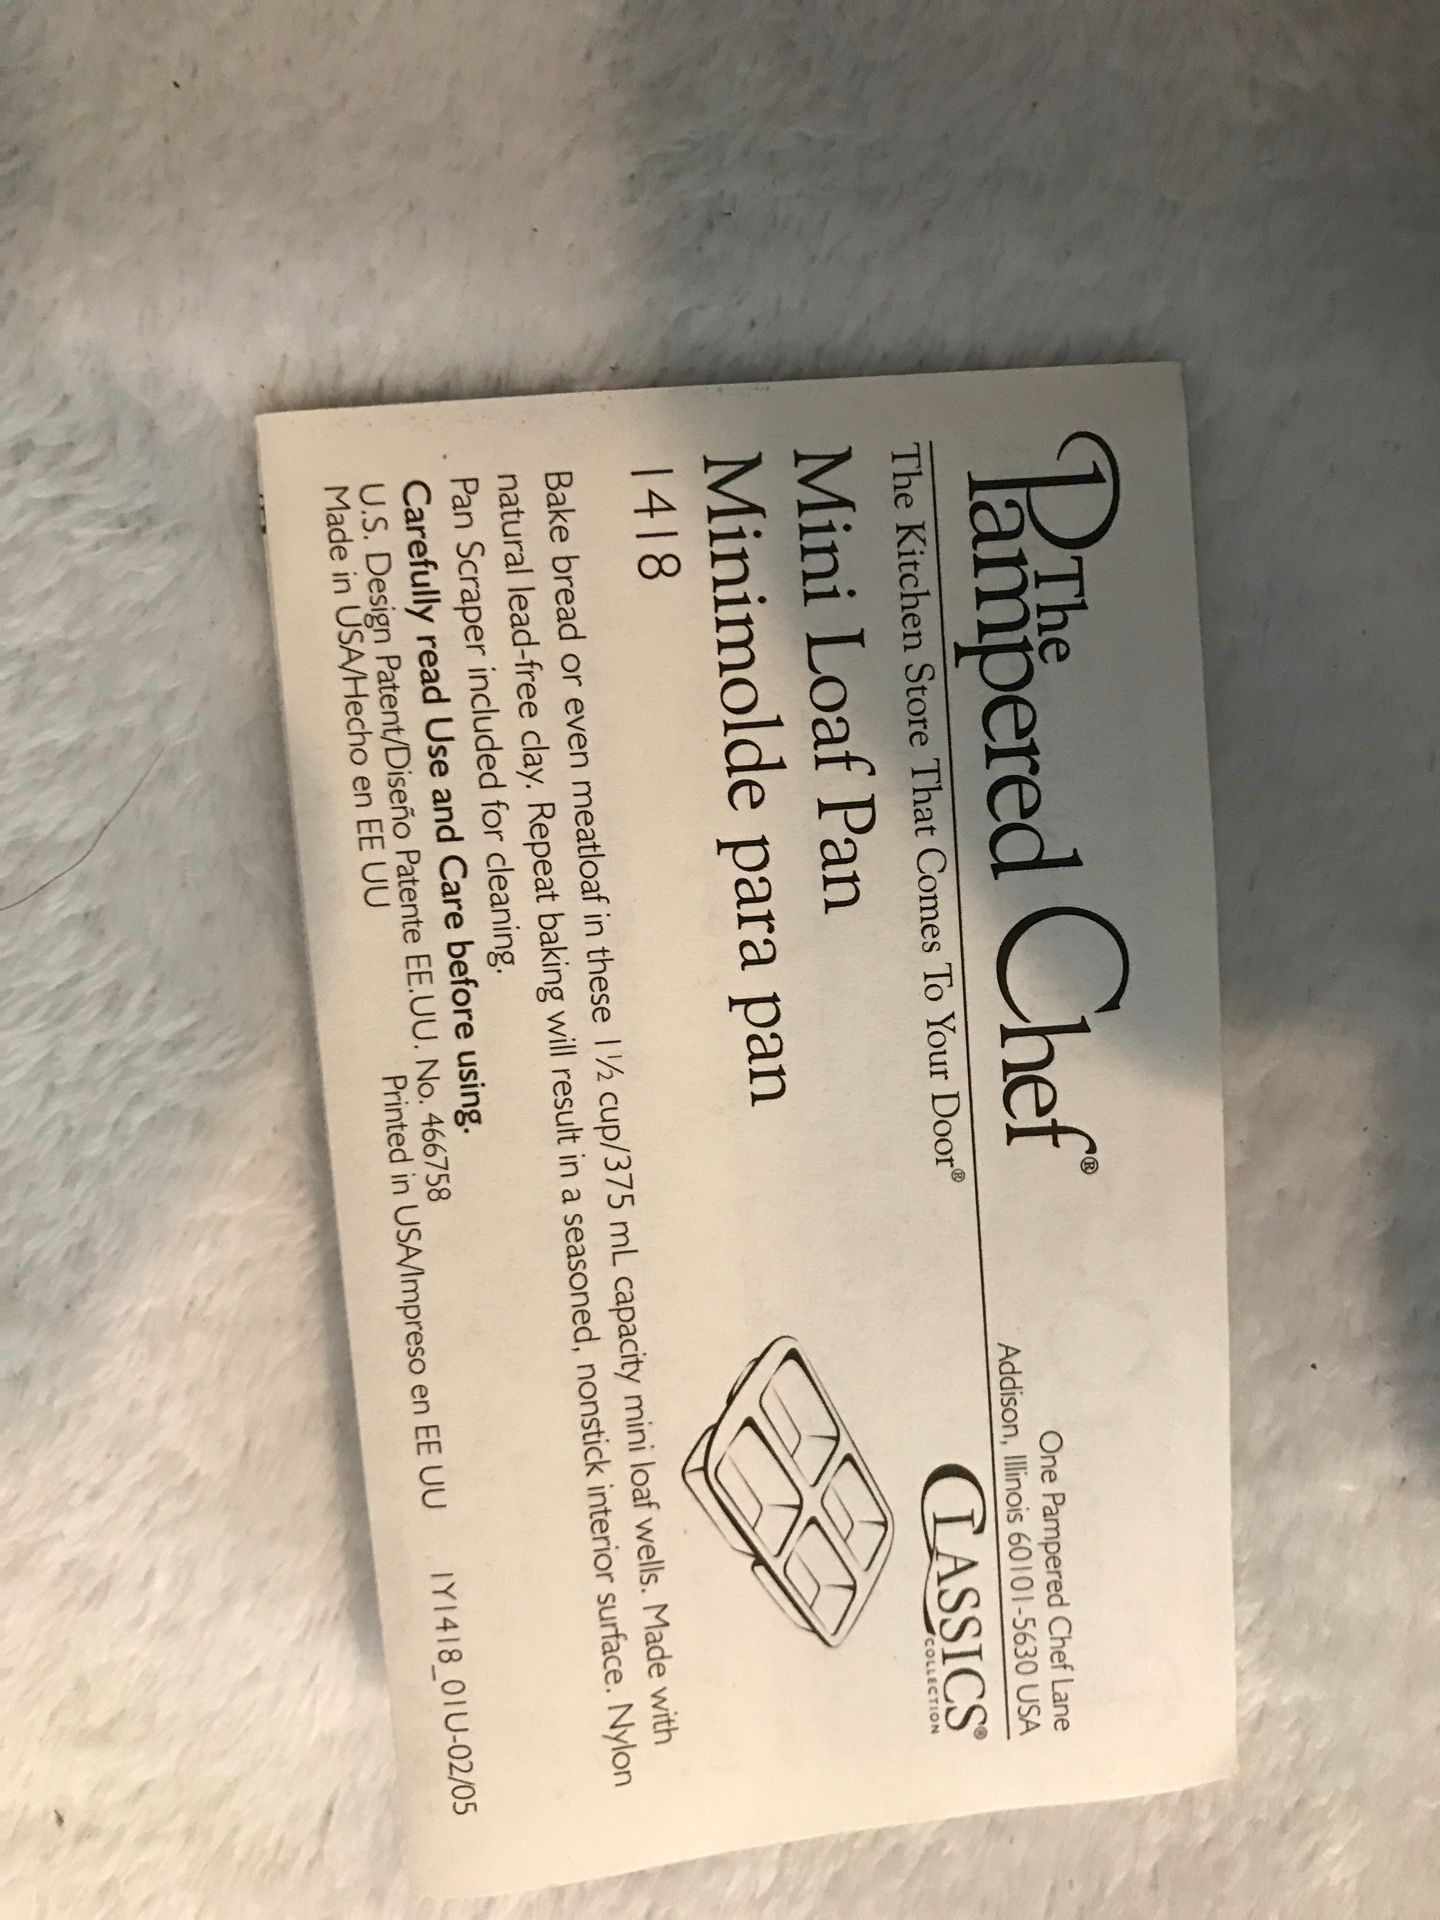 The
Pampered Chef®
The Kitchen Store That Comes To Your Door®
One Pampered Chef Lane
Addison, Illinois 60101-5630 USA
CLASSICS®
COLLECTION
Mini Loaf Pan
Minimolde para pan
1418
Bake bread or even meatloaf in these 1 ½ cup/375 mL capacity mini loaf wells. Made with
natural lead-free clay. Repeat baking will result in a seasoned, nonstick interior surface. Nylon
Pan Scraper included for cleaning.
Carefully read Use and Care before using.
U.S. Design Patent/Diseño Patente EE.UU. No. 466758
Made in USA/Hecho en EE UU Printed in USA/Impreso en EE UU 1Y1418_01U-02/05